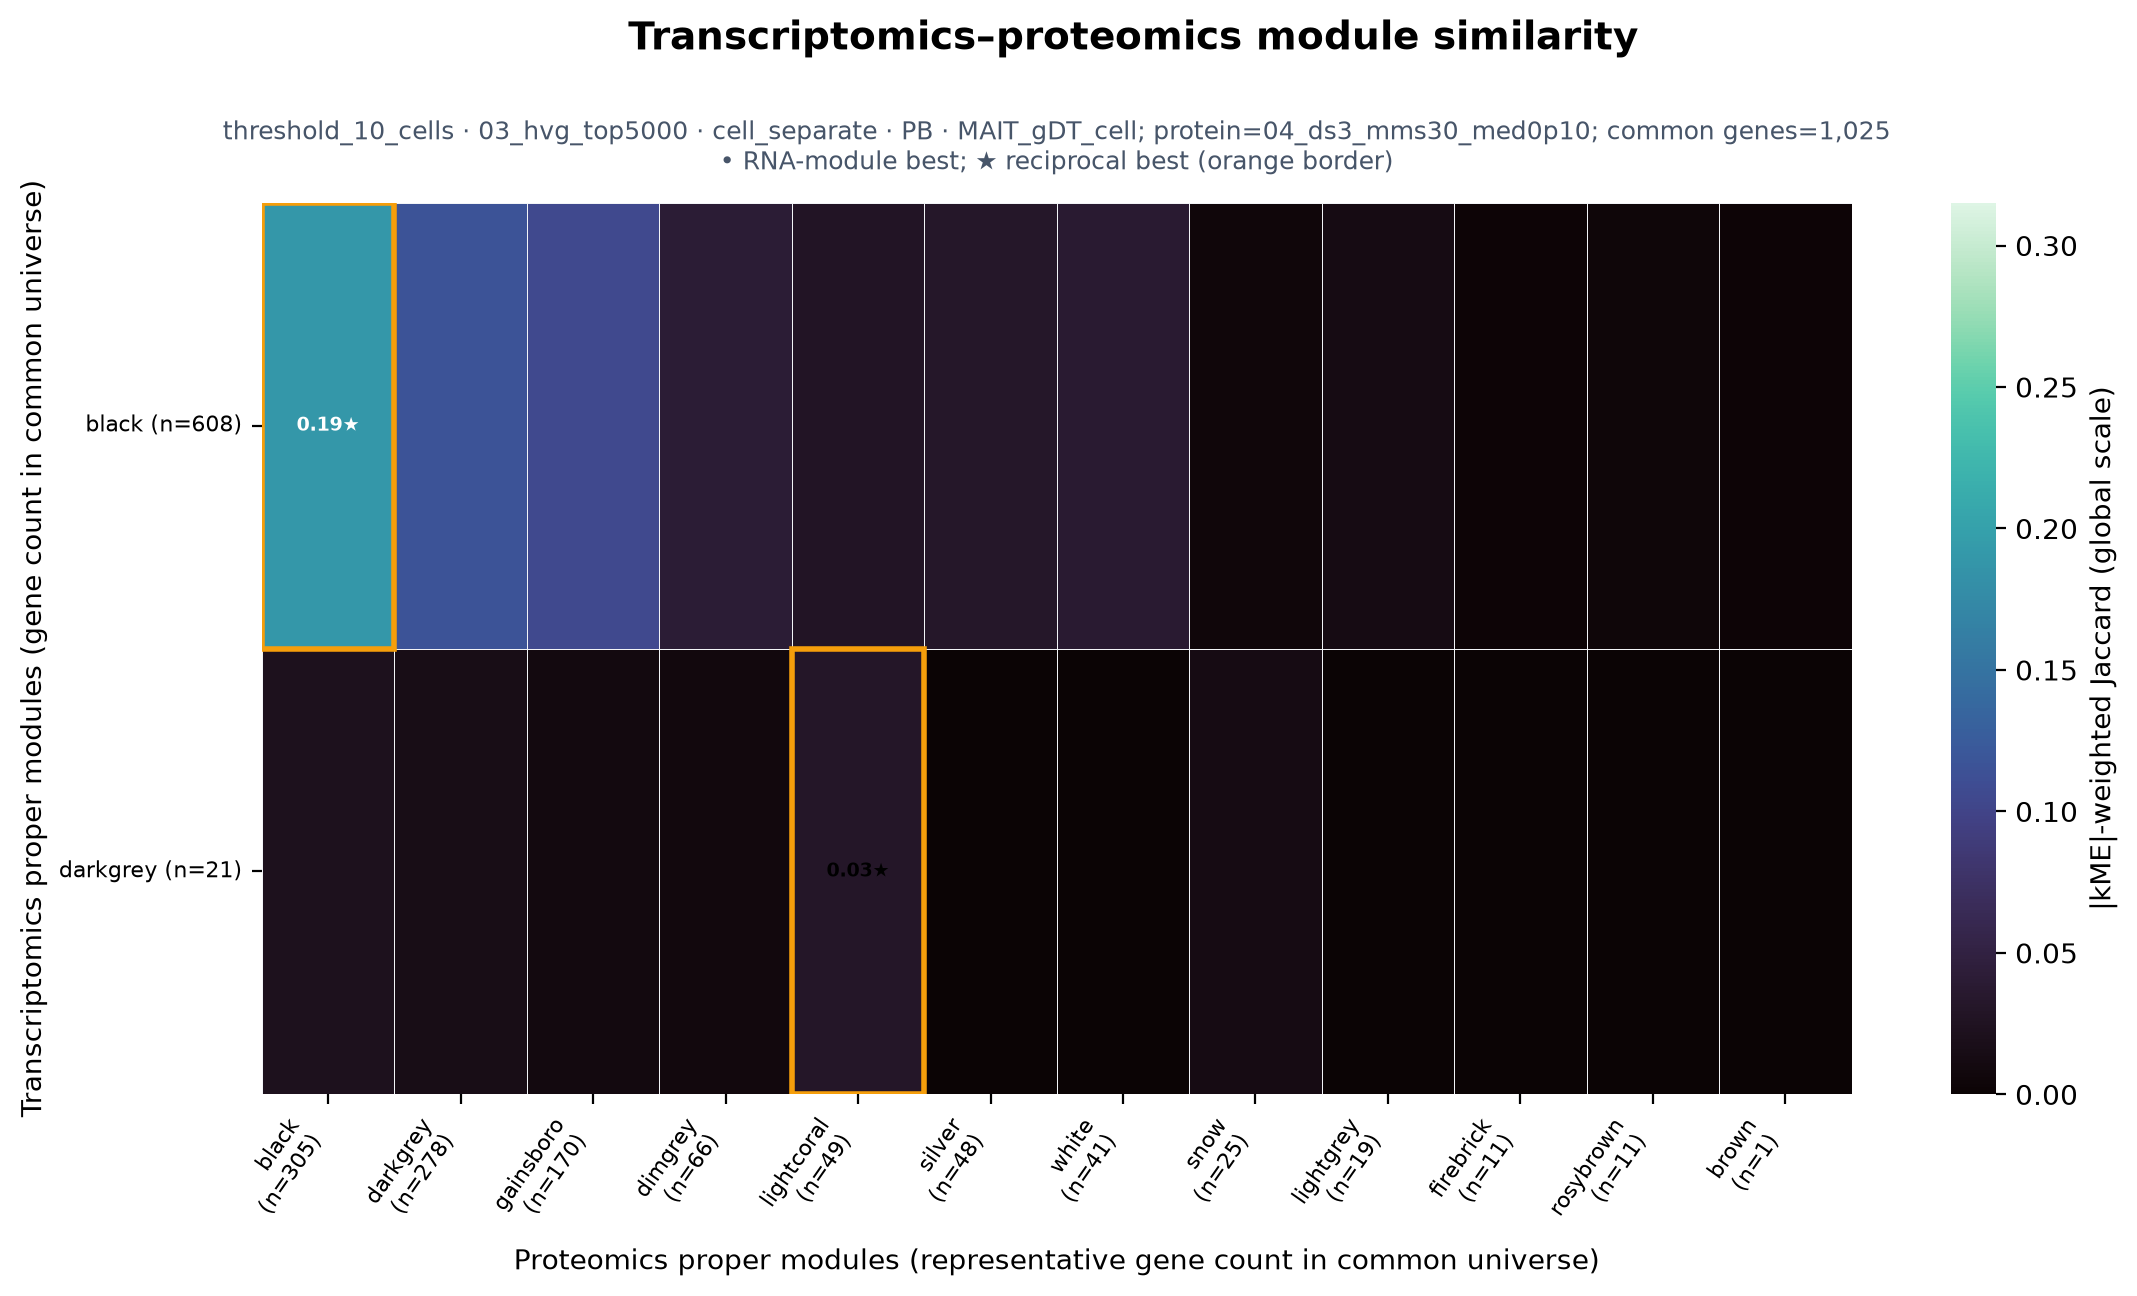 Transcriptomics–proteomics module similarity
threshold_10_cells · 03_hvg_top5000 · cell_separate · PB · MAIT_gDT_cell; protein=04_ds3_mms30_med0p10; common genes=1,025
• RNA-module best; ★ reciprocal best (orange border)
Transcriptomics proper modules (gene count in common universe)
black (n=608)
darkgrey (n=21)
0.19★
0.03★
black
(n=305)
darkgrey
(n=278)
gainsboro
(n=170)
dimgrey
(n=66)
lightcoral
(n=49)
silver
(n=48)
white
(n=41)
snow
(n=25)
lightgrey
(n=19)
firebrick
(n=11)
rosybrown
(n=11)
brown
(n=1)
Proteomics proper modules (representative gene count in common universe)
0.30
0.25
0.20
0.15
0.10
0.05
0.00
|kME|-weighted Jaccard (global scale)